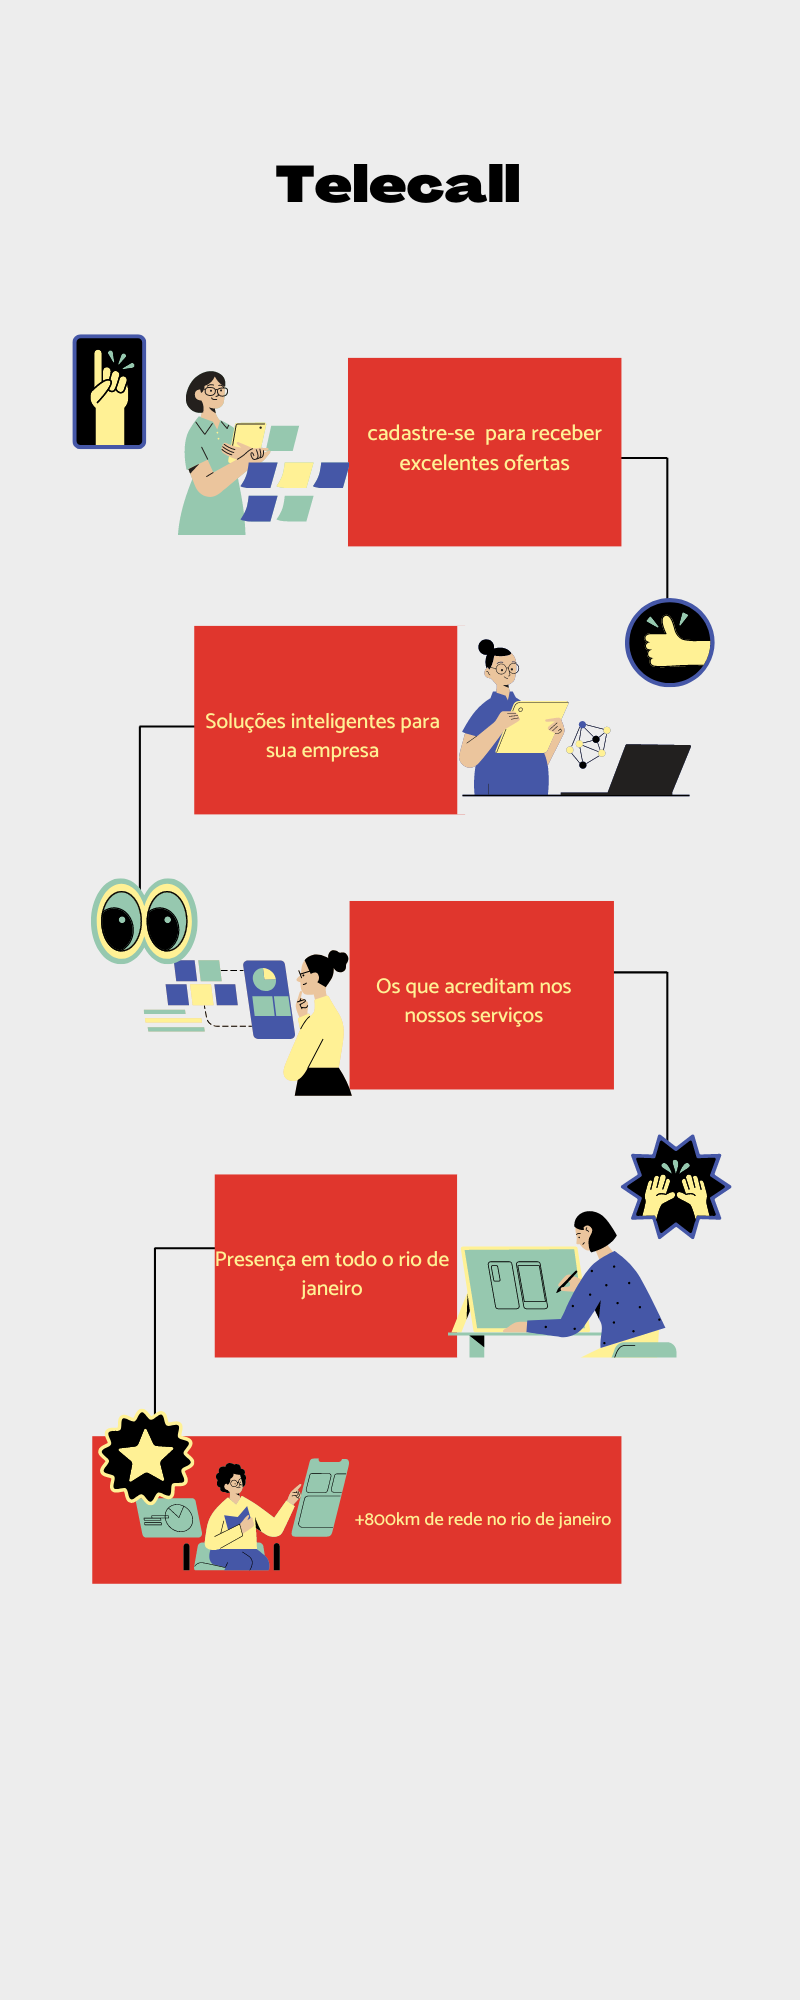 Telecall
cadastre-se  para receber
excelentes ofertas
Soluções inteligentes para
sua empresa
Os que acreditam nos
nossos serviços
Presença em todo o rio de
janeiro
+800km de rede no rio de janeiro